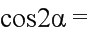 cos2α =